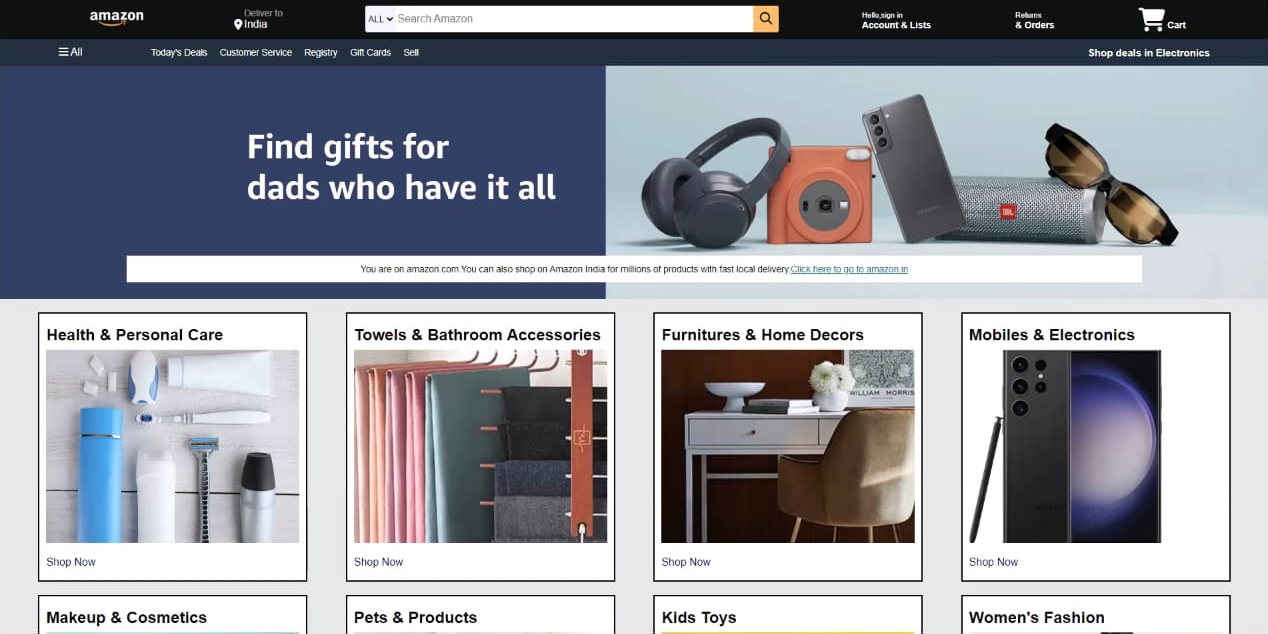 amazon
Deliver to
India
ALL
Search Amazon
Hello,sign in
Account & Lists
Returns
& Orders
Cart
All
Today's Deals
Customer Service
Registry
Gift Cards
Sell
Shop deals in Electronics
Find gifts for
dads who have it all
JBL
You are on amazon.com.You can also shop on Amazon India for millions of products with fast local delivery.Click here to go to amazon.in
Health & Personal Care
Towels & Bathroom Accessories
Furnitures & Home Decors
Mobiles & Electronics
WILLIAM MORRIS
Shop Now
Shop Now
Shop Now
Shop Now
Makeup & Cosmetics
Pets & Products
Kids Toys
Women's Fashion